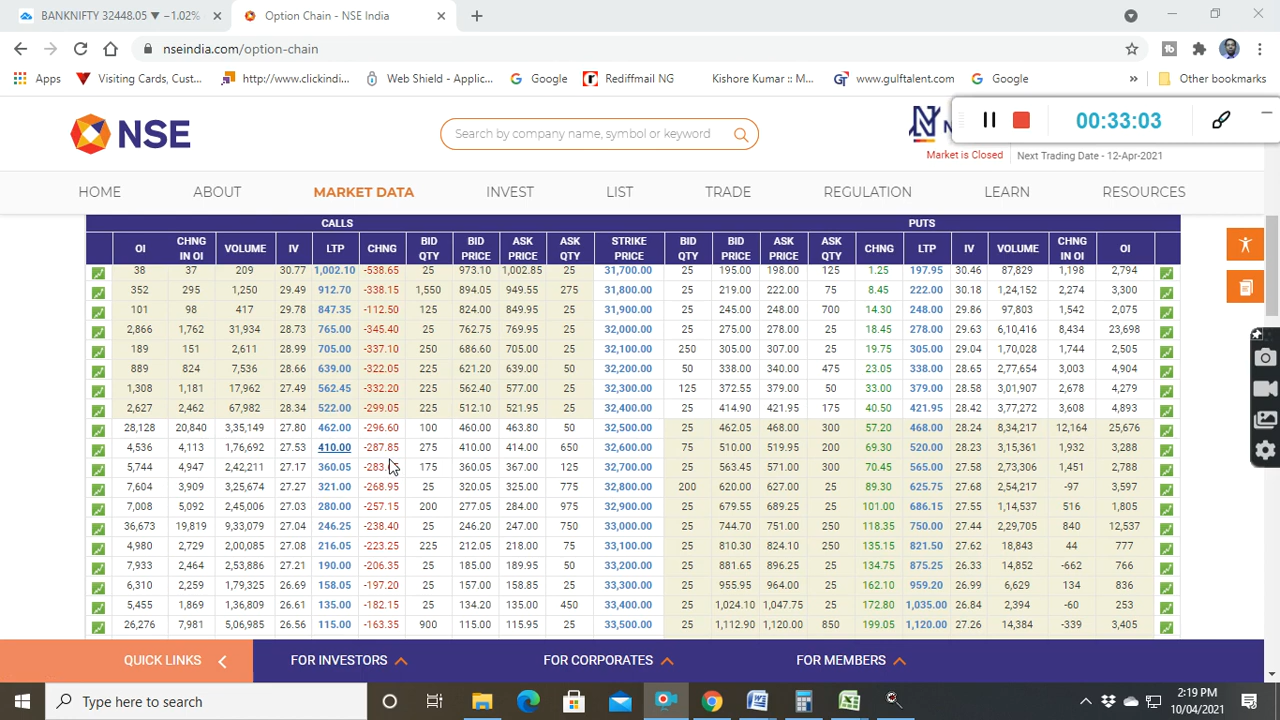 BANKNIFTY 32448.05 ▼ −1.02%
Option Chain - NSE India
nseindia.com/option-chain
Apps
Visiting Cards, Cust...
http://www.clickindi...
Web Shield - Applic...
Google
Rediffmail NG
Kishore Kumar :: M...
www.gulftalent.com
Google
»
Other bookmarks
NSE
Search by company name, symbol or keyword
00:33:03
Market is Closed
Next Trading Date - 12-Apr-2021
HOME ABOUT MARKET DATA INVEST LIST TRADE REGULATION LEARN RESOURCES
CALLS PUTS
OI CHNG IN OI VOLUME IV LTP CHNG BID QTY BID PRICE ASK PRICE ASK QTY STRIKE PRICE BID QTY BID PRICE ASK PRICE ASK QTY CHNG LTP IV VOLUME CHNG IN OI OI
38 37 209 30.77 1,002.10 -538.65 25 973.10 1,002.85 25 31,700.00 25 195.00 198.00 125 1.25 197.95 30.46 87,829 1,198 2,794
352 295 1,250 29.49 912.70 -338.15 1,550 894.05 949.55 275 31,800.00 25 219.00 222.00 75 8.45 222.00 30.18 1,24,152 2,274 3,300
101 98 417 29.78 847.35 -112.50 125 824.00 849.95 25 31,900.00 25 245.00 248.00 700 14.30 248.00 29.86 97,803 1,542 2,075
2,866 1,762 31,934 28.73 765.00 -345.40 25 762.75 769.95 25 32,000.00 25 275.00 278.00 25 18.45 278.00 29.63 6,10,416 8,434 23,698
189 151 2,611 28.99 705.00 -337.10 250 686.60 705.00 25 32,100.00 250 305.00 307.00 25 19.75 305.00 29.04 1,70,028 1,744 2,505
889 824 7,536 28.66 639.00 -322.05 225 621.20 639.00 50 32,200.00 50 338.00 340.00 475 23.05 338.00 28.65 2,77,654 3,003 4,904
1,308 1,181 17,962 27.49 562.45 -332.20 225 562.40 577.00 25 32,300.00 125 372.55 379.00 50 33.00 379.00 28.58 3,01,907 2,678 4,279
2,627 2,462 67,982 28.34 522.00 -299.05 225 512.10 521.95 25 32,400.00 25 414.90 421.95 175 40.50 421.95 28.42 3,77,272 3,608 4,893
28,128 20,840 3,35,149 27.80 462.00 -296.60 100 460.00 463.80 50 32,500.00 25 462.05 468.00 300 57.20 468.00 28.24 8,34,217 12,164 25,676
4,536 4,113 1,76,692 27.53 410.00 -287.85 275 410.00 414.00 650 32,600.00 75 510.00 519.95 200 69.30 520.00 28.23 3,15,361 1,932 3,288
5,744 4,947 2,42,211 27.17 360.05 175 360.05 367.00 125 32,700.00 25 563.45 571.00 300 70.45 565.00 27.58 2,73,306 1,451 2,788
7,604 3,909 3,25,674 27.27 321.00 -268.95 25 320.05 325.00 775 32,800.00 200 620.00 627.00 25 89.30 625.75 27.68 2,54,217 -97 3,597
7,008 5,092 2,45,006 27.03 280.00 -257.15 200 277.05 284.00 975 32,900.00 25 679.55 689.25 25 101.00 686.15 27.55 1,14,537 516 1,805
36,673 19,819 9,33,079 27.04 246.25 -238.40 25 246.20 247.00 750 33,000.00 25 744.70 751.00 250 118.35 750.00 27.44 2,29,705 840 12,537
4,980 2,729 2,00,085 27.08 216.05 -223.25 225 212.05 218.00 75 33,100.00 25 810.30 824.10 250 135.15 821.50 27.62 18,843 44 777
7,933 2,464 2,53,886 27.21 190.00 -206.35 25 185.00 189.95 50 33,200.00 25 881.65 896.25 25 134.75 875.25 26.33 14,852 -662 766
6,310 2,259 1,79,325 26.69 158.05 -197.20 25 157.00 158.85 50 33,300.00 25 955.95 964.00 25 162.10 959.20 26.99 6,629 134 836
5,455 1,869 1,36,809 26.61 135.00 -182.15 25 134.20 135.00 450 33,400.00 25 1,024.10 1,047.75 25 172.80 1,035.00 26.84 2,394 -60 253
26,276 7,981 5,06,985 26.56 115.00 -163.35 900 115.00 115.95 25 33,500.00 25 1,112.90 1,120.00 850 199.05 1,120.00 27.26 14,384 -339 3,405
QUICK LINKS FOR INVESTORS FOR CORPORATES FOR MEMBERS
Type here to search
2:19 PM
10/04/2021